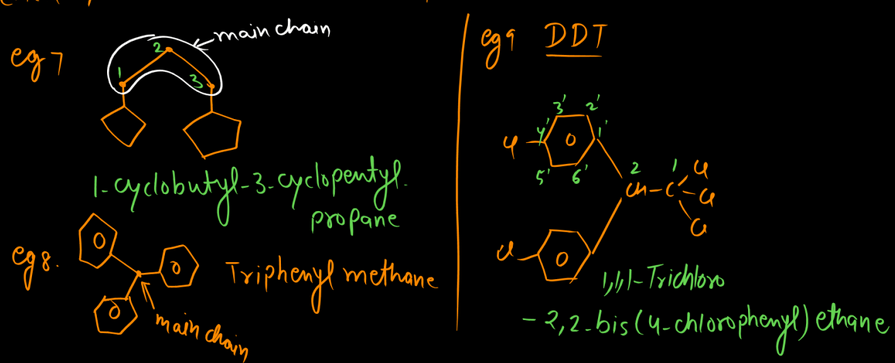 eg 7
main chain
2
1
3
1-cyclobutyl-3-cyclopentyl
propane
eg 8.
Triphenyl methane
main chain
eg 9 DDT
3' 2'
Cl 4' 1'
5' 6'
2 1
CH-C Cl
Cl
Cl
Cl
1,1,1-Trichloro
-2,2-bis(4-chlorophenyl) ethane